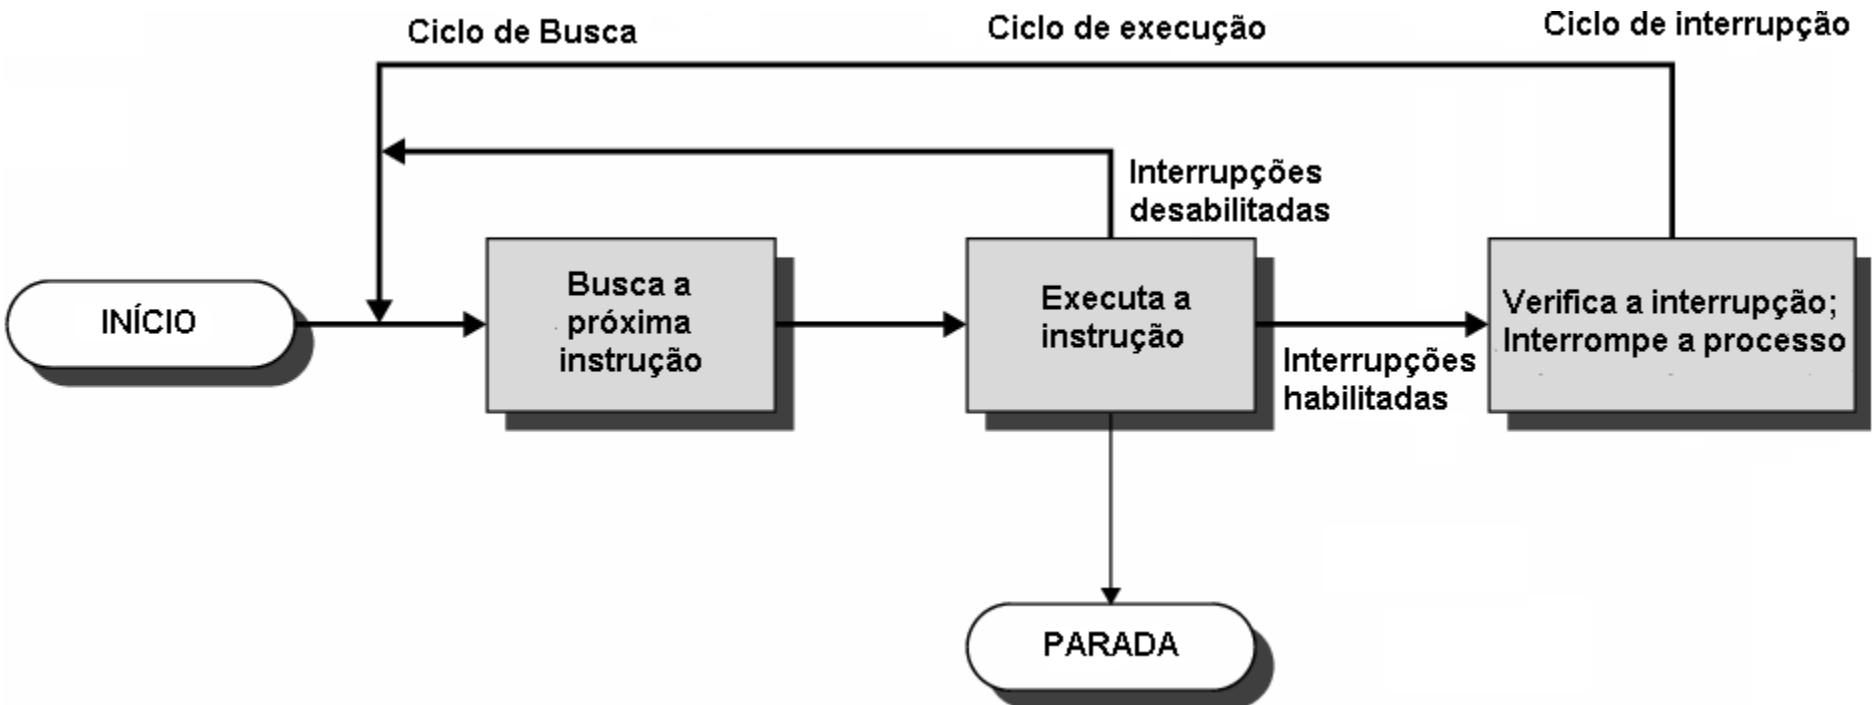 Ciclo de Busca
Ciclo de execução
Ciclo de interrupção
Interrupções
desabilitadas
INÍCIO
Busca a
próxima
instrução
Executa a
instrução
Interrupções
habilitadas
Verifica a interrupção;
Interrompe a processo
PARADA